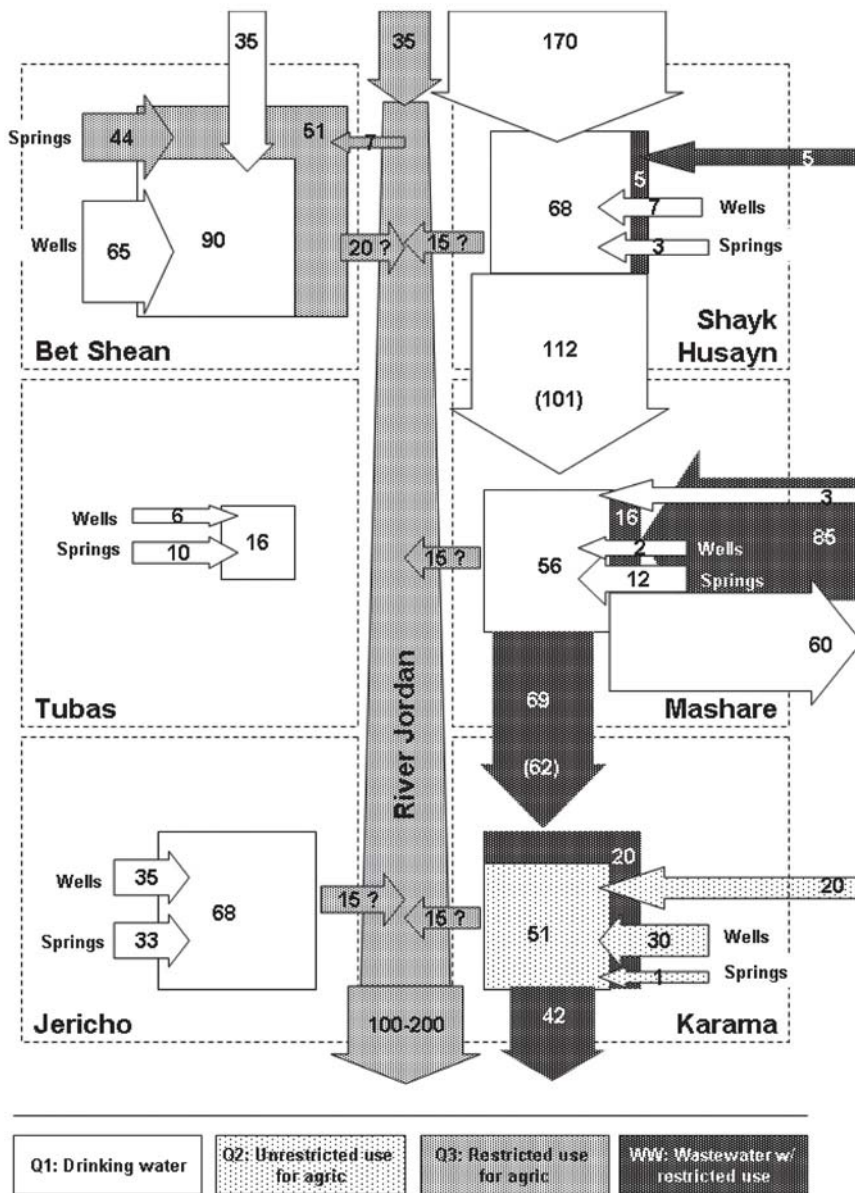 35
35
170
Springs
44
51
7
5
5
68
7
Wells
Wells
65
90
20 ?
15 ?
3
Springs
Bet Shean
Shayk
Husayn
112
(101)
3
Wells
6
16
16
2
Wells
85
Springs
10
15 ?
56
12
Springs
60
Tubas
River Jordan
69
Mashare
(62)
20
20
Wells
35
68
15 ?
15 ?
51
30
Wells
Springs
33
1
Springs
Jericho
100-200
42
Karama
Q1: Drinking water
Q2: Unrestricted use
for agric
Q3: Restricted use
for agric
WW: Wastewater w/
restricted use